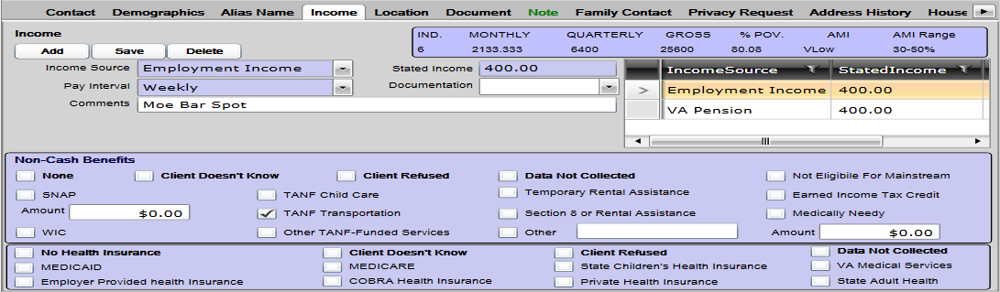 Contact Demographics Alias Name Income Location Document Note Family Contact Privacy Request Address History House
Income
Add Save Delete
IND. MONTHLY QUARTERLY GROSS % POV. AMI AMI Range
6 2133.333 6400 25600 80.08 VLow 30-50%
Income Source Employment Income Stated Income 400.00
Pay Interval Weekly Documentation
Comments Moe Bar Spot
IncomeSource StatedIncome
> Employment Income 400.00
VA Pension 400.00
Non-Cash Benefits
None Client Doesn't Know Client Refused Data Not Collected Not Eligibile For Mainstream
SNAP TANF Child Care Temporary Rental Assistance Earned Income Tax Credit
Amount $0.00 TANF Transportation Section 8 or Rental Assistance Medically Needy
WIC Other TANF-Funded Services Other Amount $0.00
No Health Insurance Client Doesn't Know Client Refused Data Not Collected
MEDICAID MEDICARE State Children's Health Insurance VA Medical Services
Employer Provided health Insurance COBRA Health Insurance Private Health Insurance State Adult Health